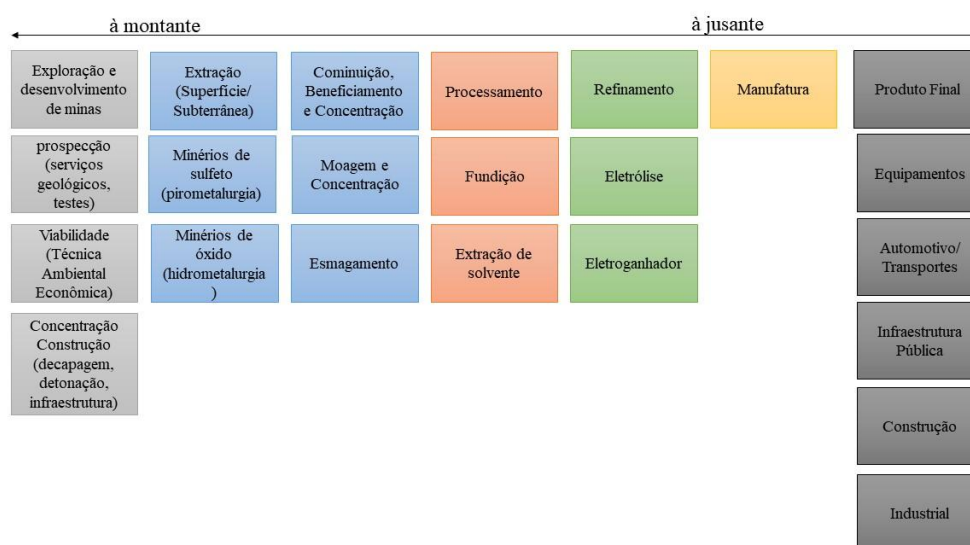 à montante
à jusante
Exploração e
desenvolvimento
de minas
Extração
(Superfície/
Subterrânea)
Cominuição,
Beneficiamento
e Concentração
Processamento
Refinamento
Manufatura
Produto Final
prospecção
(serviços
geológicos,
testes)
Minérios de
sulfeto
(pirometalurgia)
Moagem e
Concentração
Fundição
Eletrólise
Equipamentos
Viabilidade
(Técnica
Ambiental
Econômica)
Minérios de
óxido
(hidrometalurgia
)
Esmagamento
Extração de
solvente
Eletroganhador
Automotivo/
Transportes
Concentração
Construção
(decapagem,
detonação,
infraestrutura)
Infraestrutura
Pública
Construção
Industrial